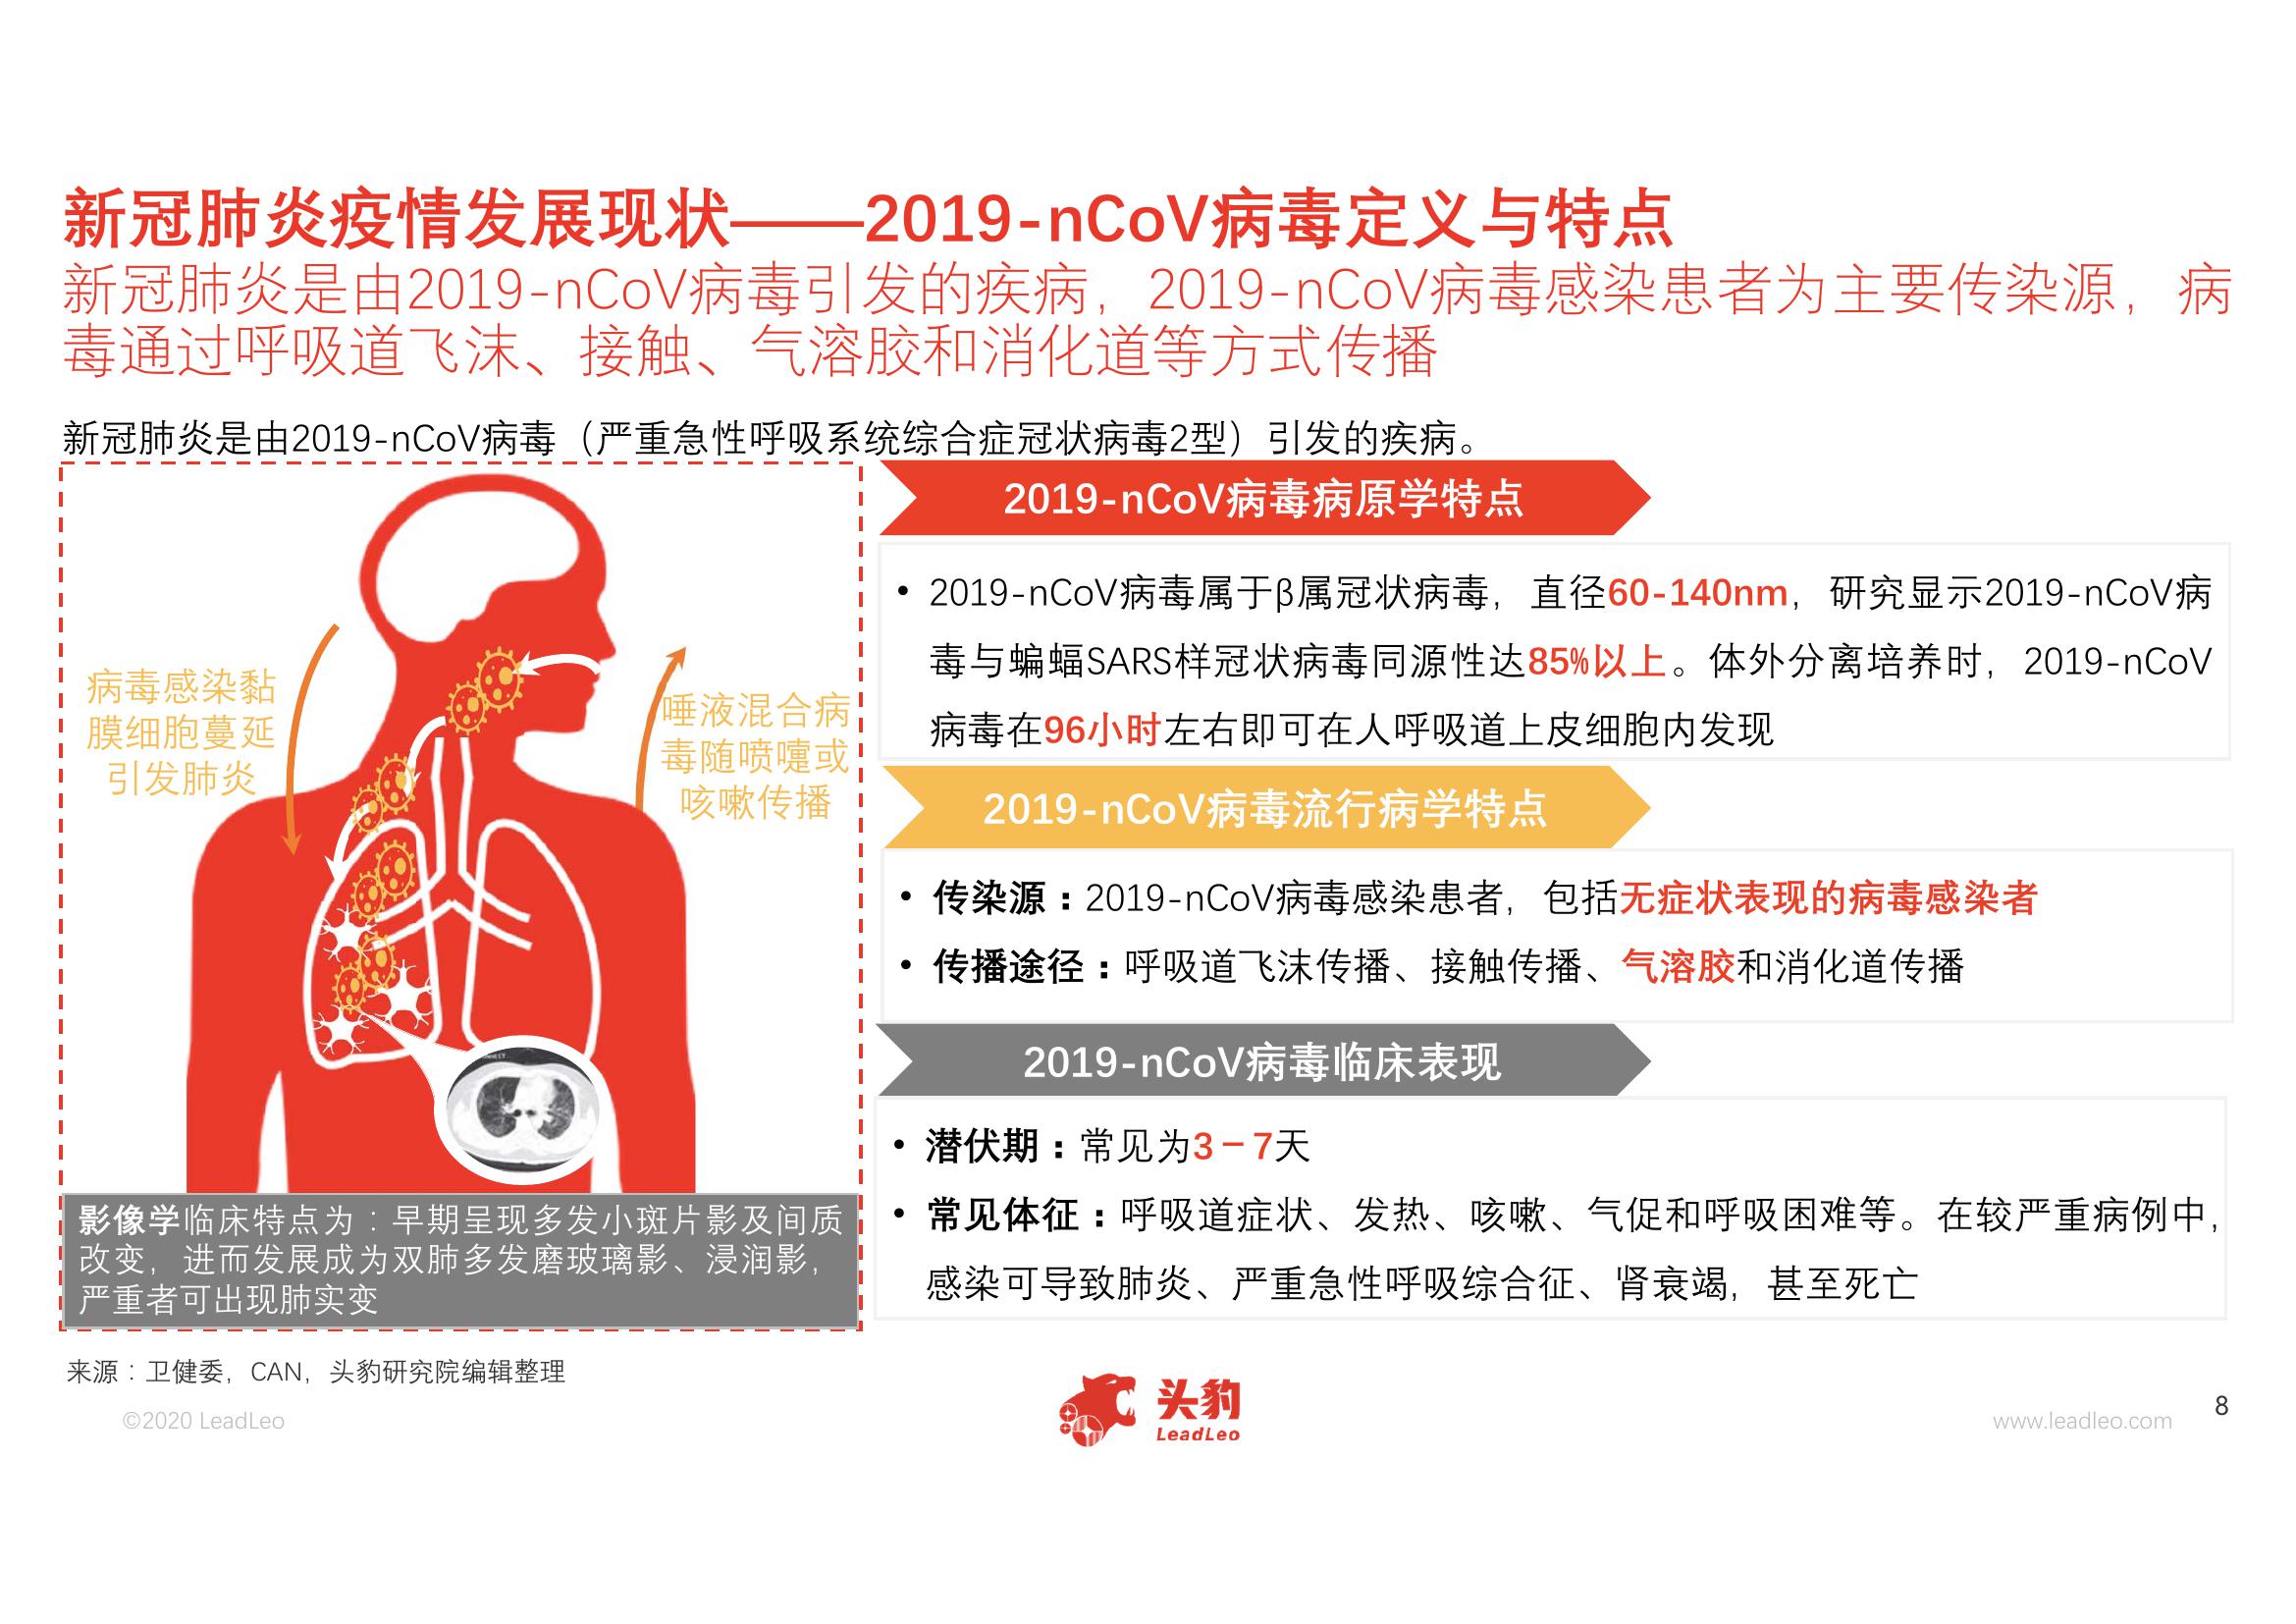 新冠肺炎疫情发展现状——2019-nCoV病毒定义与特点
新冠肺炎是由2019-nCoV病毒引发的疾病，2019-nCoV病毒感染患者为主要传染源，病
毒通过呼吸道飞沫、接触、气溶胶和消化道等方式传播
新冠肺炎是由2019-nCoV病毒（严重急性呼吸系统综合症冠状病毒2型）引发的疾病。
病毒感染黏
膜细胞蔓延
引发肺炎
唾液混合病
毒随喷嚏或
咳嗽传播
影像学临床特点为：早期呈现多发小斑片影及间质
改变，进而发展成为双肺多发磨玻璃影、浸润影，
严重者可出现肺实变
2019-nCoV病毒病原学特点
• 2019-nCoV病毒属于β属冠状病毒，直径60-140nm，研究显示2019-nCoV病
毒与蝙蝠SARS样冠状病毒同源性达85%以上。体外分离培养时，2019-nCoV
病毒在96小时左右即可在人呼吸道上皮细胞内发现
2019-nCoV病毒流行病学特点
• 传染源：2019-nCoV病毒感染患者，包括无症状表现的病毒感染者
• 传播途径：呼吸道飞沫传播、接触传播、气溶胶和消化道传播
2019-nCoV病毒临床表现
• 潜伏期：常见为3－7天
• 常见体征：呼吸道症状、发热、咳嗽、气促和呼吸困难等。在较严重病例中，
感染可导致肺炎、严重急性呼吸综合征、肾衰竭，甚至死亡
来源：卫健委，CAN，头豹研究院编辑整理
©2020 LeadLeo
头豹
LeadLeo
www.leadleo.com
8